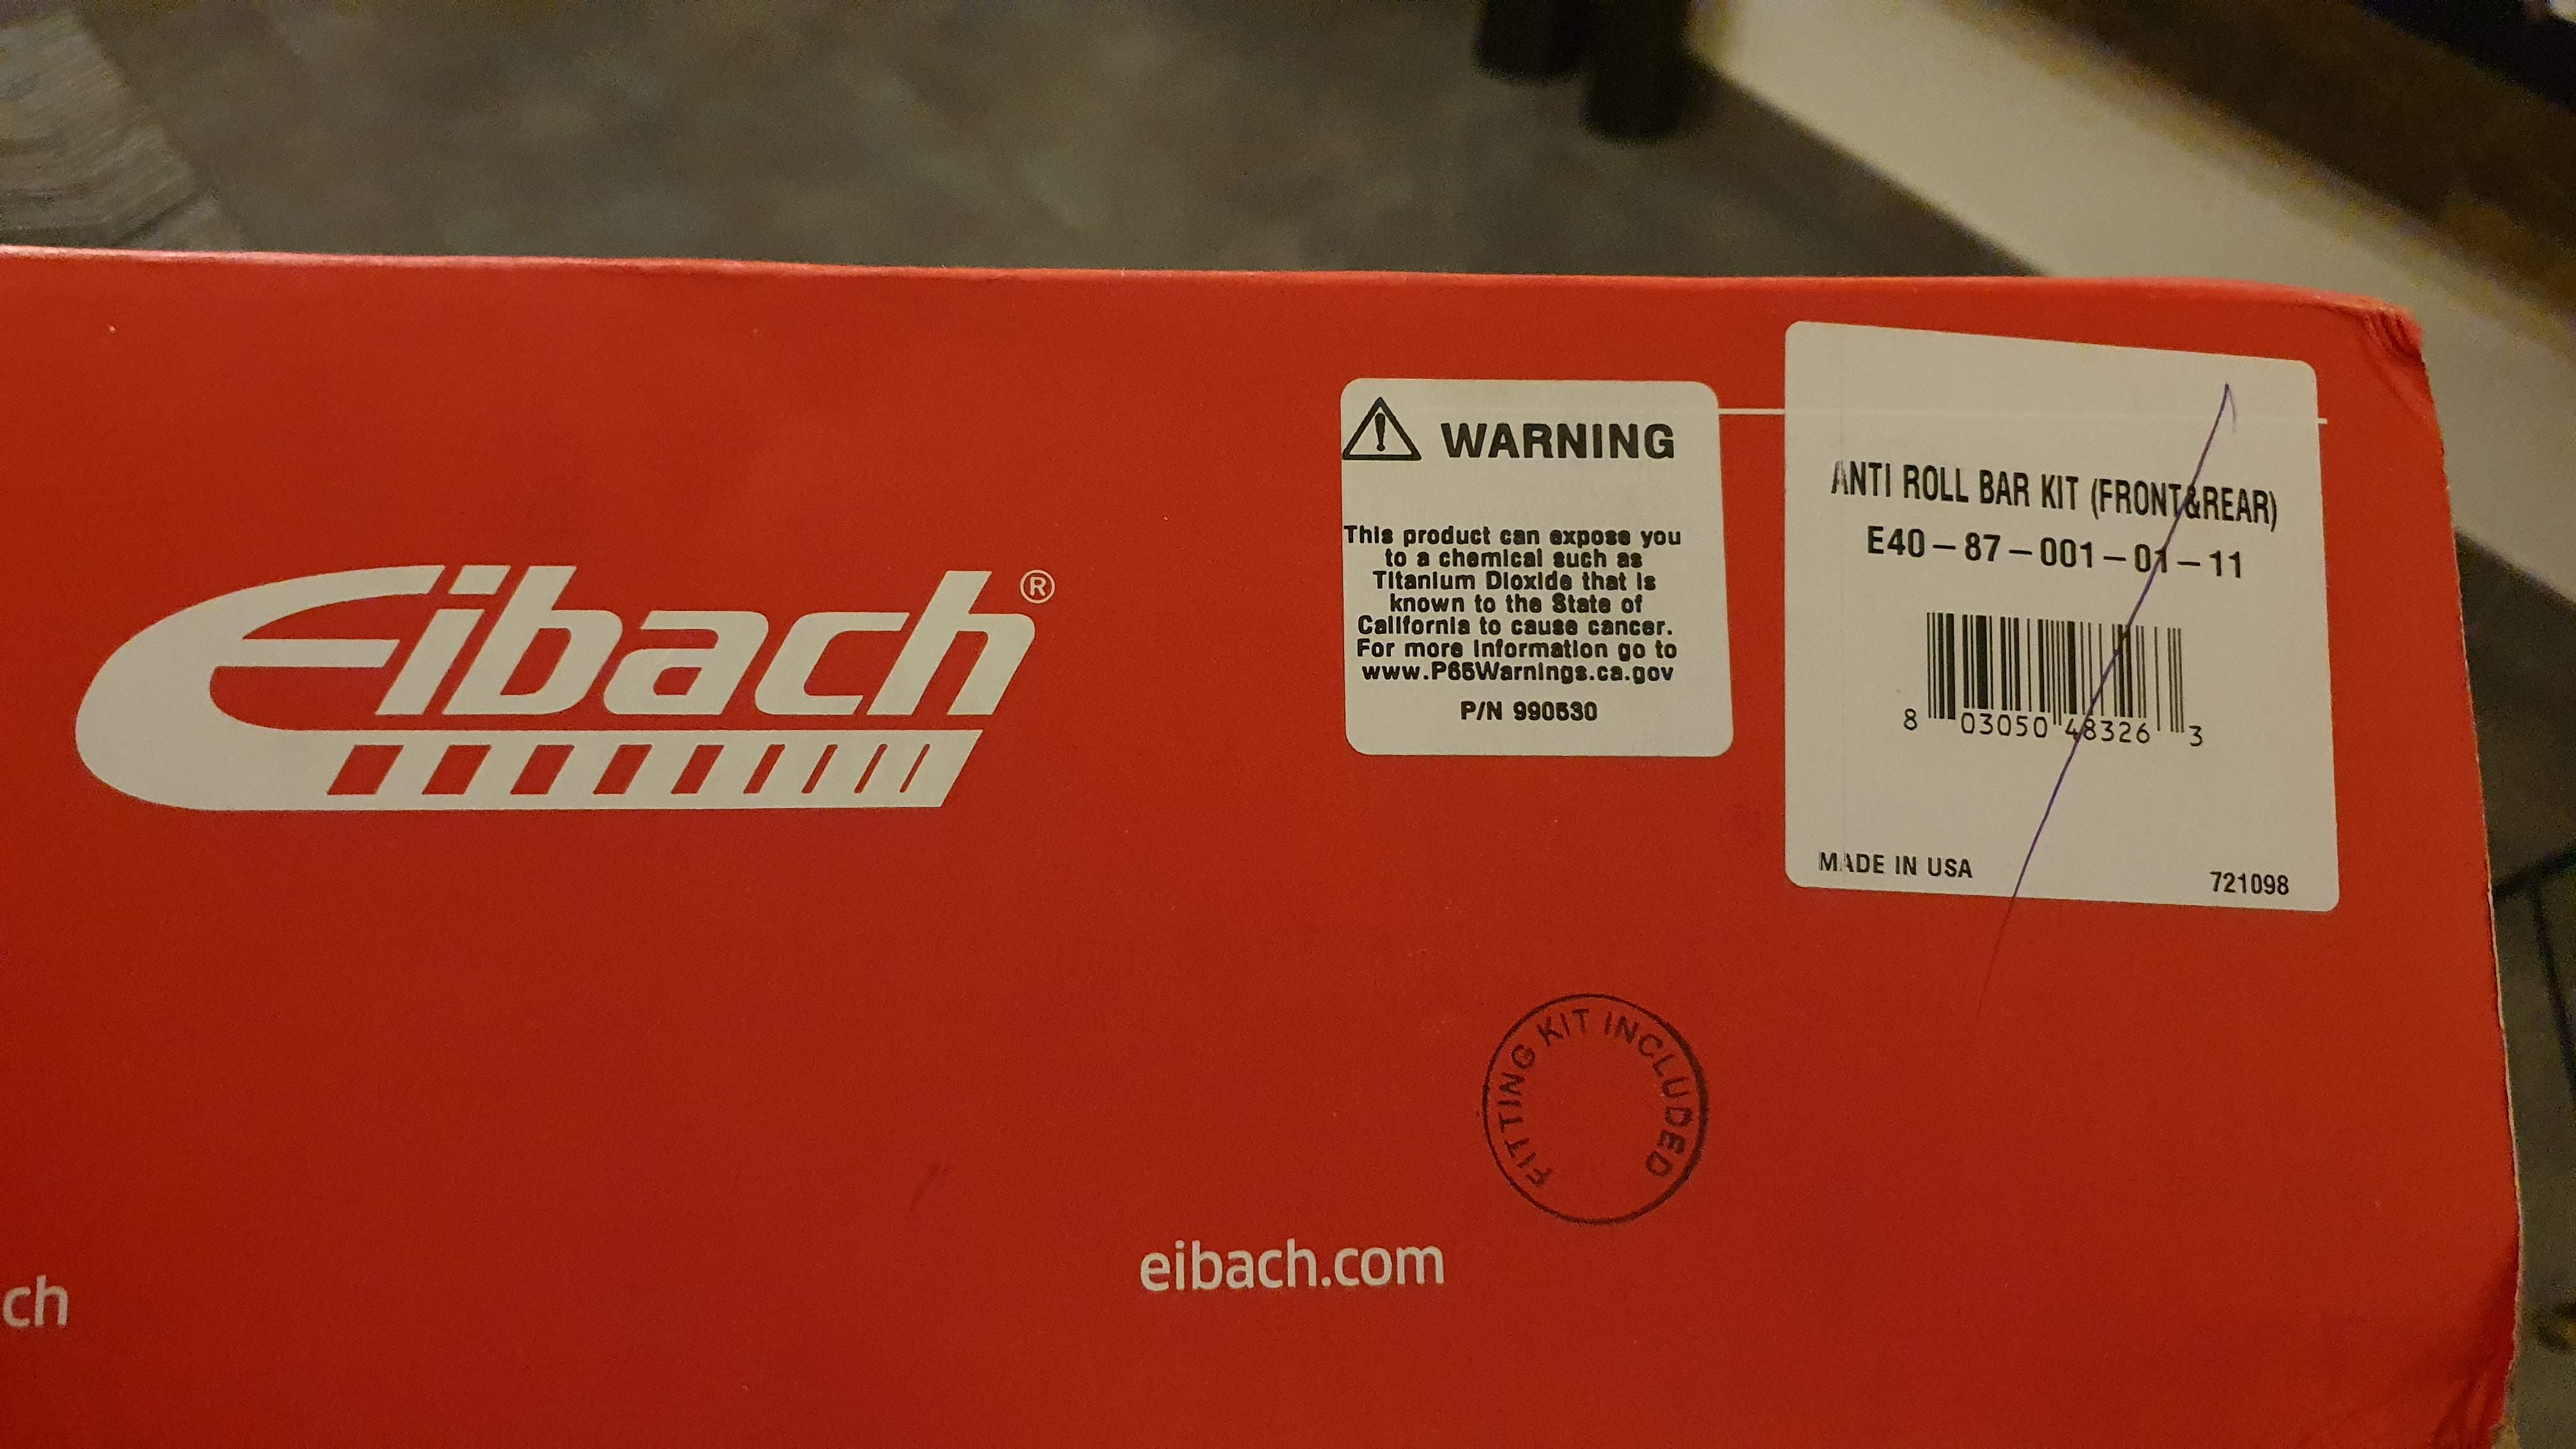 Eibach®
WARNING
This product can expose you
to a chemical such as
Titanium Dioxide that is
known to the State of
California to cause cancer.
For more information go to
www.P65Warnings.ca.gov
P/N 990530
ANTI ROLL BAR KIT (FRONT&REAR)
E40-87-001-01-11
8 03050 48326 3
MADE IN USA
721098
FITTING KIT INCLUDED
eibach.com
ch